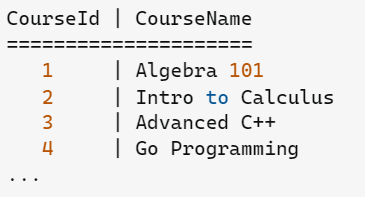 CourseId | CourseName
=====================
   1     | Algebra 101
   2     | Intro to Calculus
   3     | Advanced C++
   4     | Go Programming
...